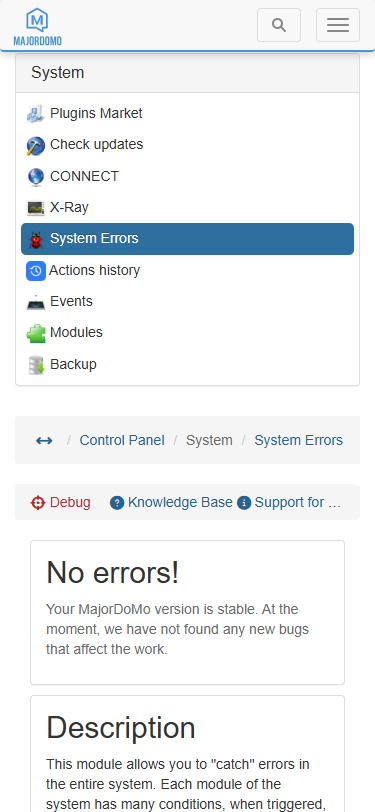 MAJORDOMO
System
Plugins Market
Check updates
CONNECT
X-Ray
System Errors
Actions history
Events
Modules
Backup
/ Control Panel / System / System Errors
Debug Knowledge Base Support for ...
No errors!
Your MajorDoMo version is stable. At the
moment, we have not found any new bugs
that affect the work.
Description
This module allows you to "catch" errors in
the entire system. Each module of the
system has many conditions, when triggered,